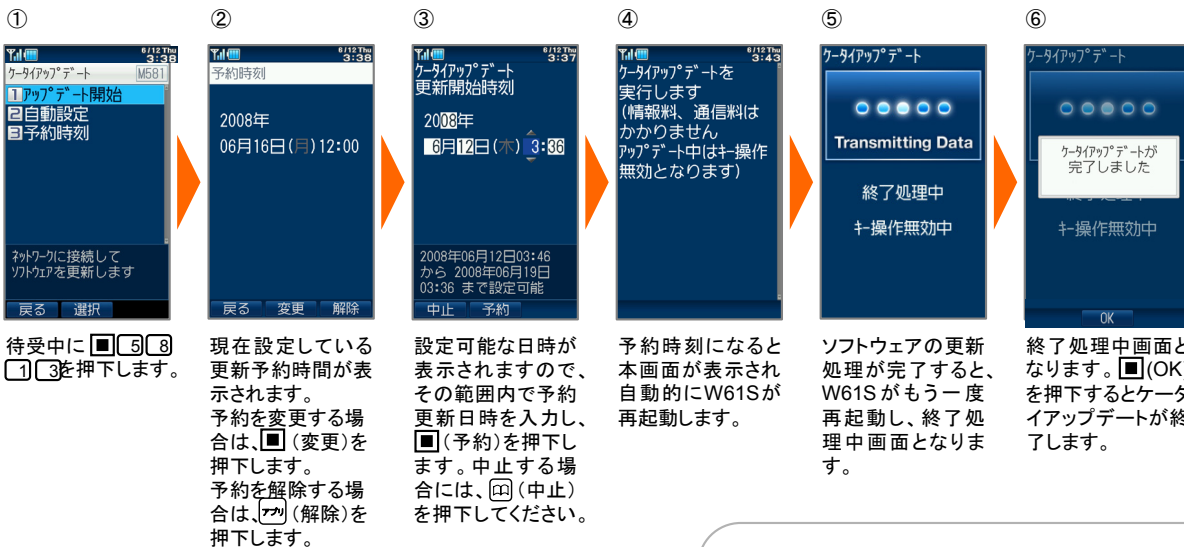 ①
6/12 Thu
3:38
ケータイアップデート M581
1 アップデート開始
2 自動設定
3 予約時刻
ネットワークに接続して
ソフトウェアを更新します
戻る 選択
待受中に ■ 5 8
1 3 を押下します。
②
6/12 Thu
3:38
予約時刻
2008年
06月16日(月)12:00
戻る 変更 解除
現在設定している
更新予約時間が表
示されます。
予約を変更する場
合は、■(変更)を
押下します。
予約を解除する場
合は、アプリ(解除)を
押下します。
③
6/12 Thu
3:37
ケータイアップデート
更新開始時刻
2008年
6月12日(木) 3:36
2008年06月12日03:46
から 2008年06月19日
03:36 まで設定可能
中止 予約
設定可能な日時が
表示されますので、
その範囲内で予約
更新日時を入力し、
■(予約)を押下し
ます。中止する場
合には、(中止)
を押下してください。
④
6/12 Thu
3:43
ケータイアップデートを
実行します
(情報料、通信料は
かかりません
アップデート中はキー操作
無効となります)
予約時刻になると
本画面が表示され
自動的にW61Sが
再起動します。
⑤
ケータイアップデート
Transmitting Data
終了処理中
キー操作無効中
ソフトウェアの更新
処理が完了すると、
W61Sがもう一度
再起動し、終了処
理中画面となりま
す。
⑥
ケータイアップデート
ケータイアップデートが
完了しました
キー操作無効中
OK
終了処理中画面と
なります。■(OK)
を押下するとケータ
イアップデートが終
了します。